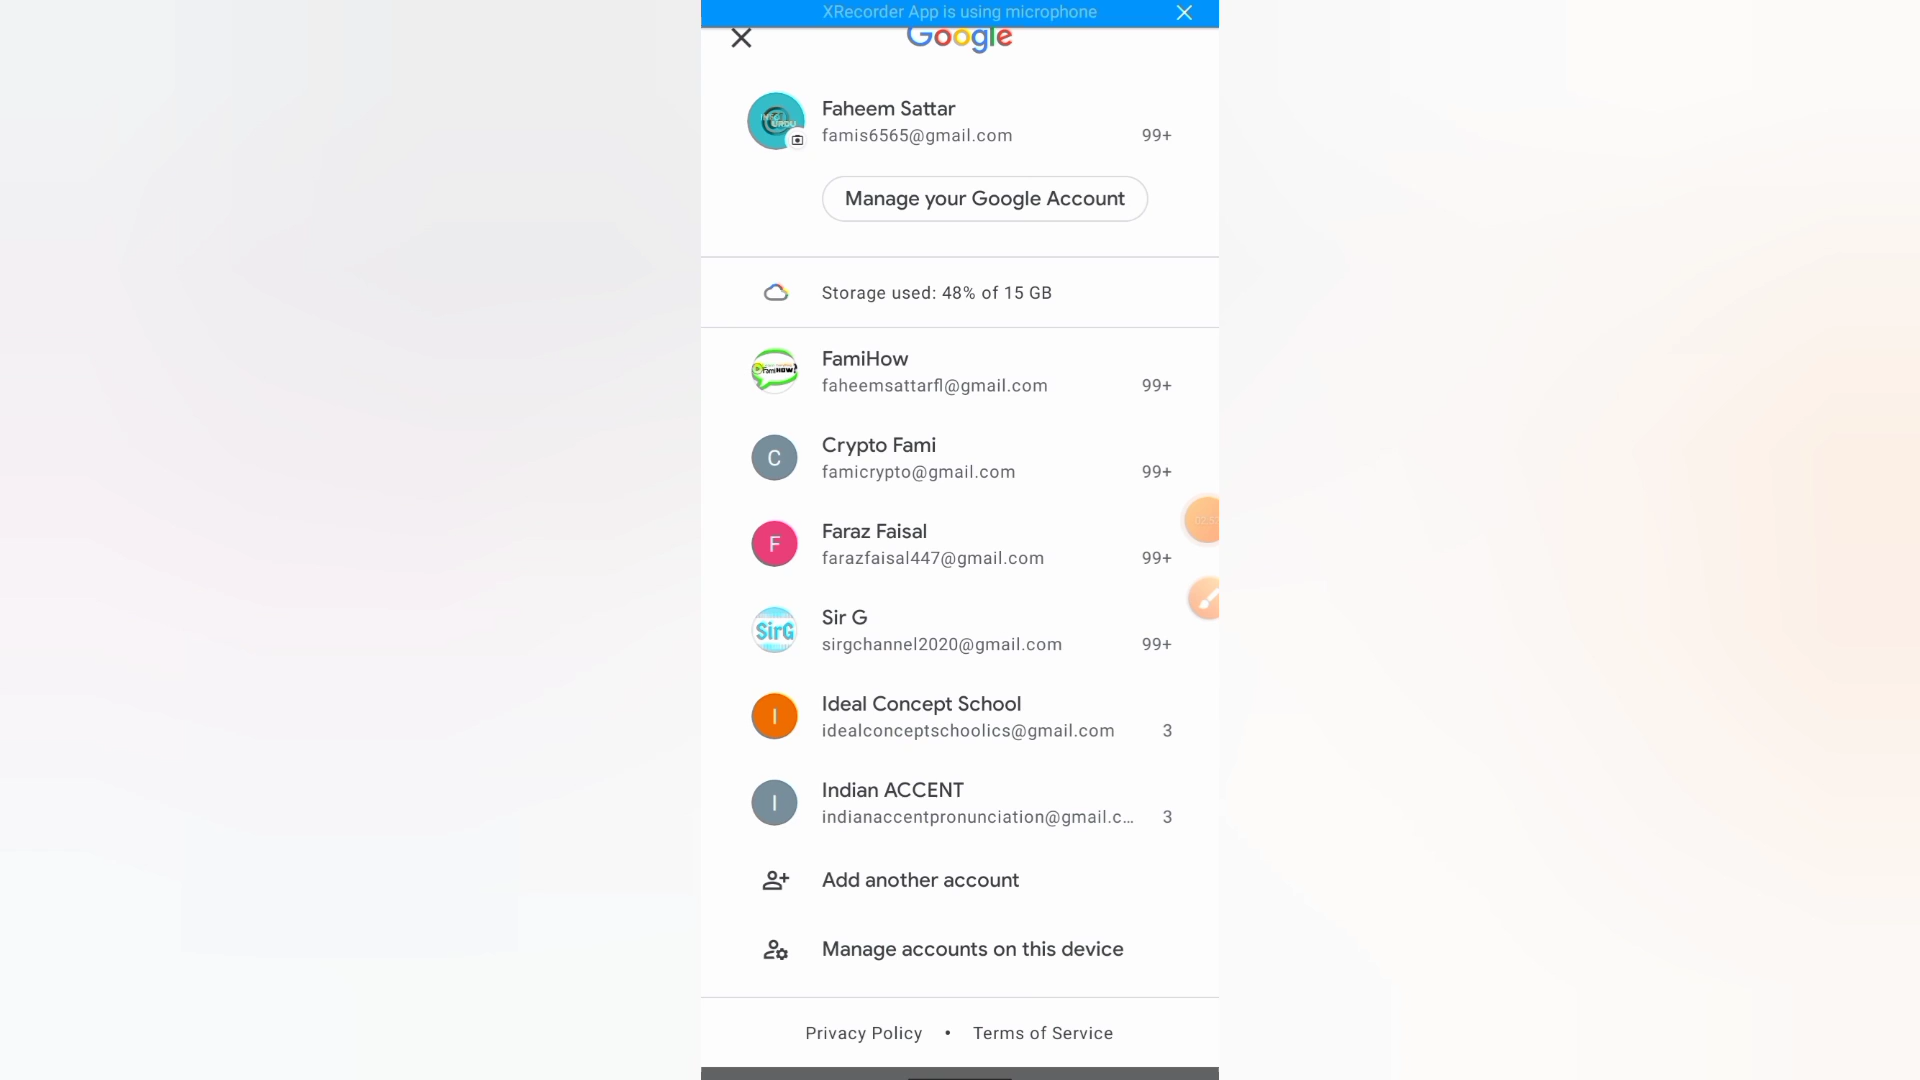 XRecorder App is using microphone
Google
Faheem Sattar
famis6565@gmail.com 99+
Manage your Google Account
Storage used: 48% of 15 GB
FamiHow
faheemsattarfl@gmail.com 99+
C
Crypto Fami
famicrypto@gmail.com 99+
F
Faraz Faisal
farazfaisal447@gmail.com 99+
SirG
Sir G
sirgchannel2020@gmail.com 99+
I
Ideal Concept School
idealconceptschoolics@gmail.com 3
I
Indian ACCENT
indianaccentpronunciation@gmail.c... 3
Add another account
Manage accounts on this device
Privacy Policy • Terms of Service